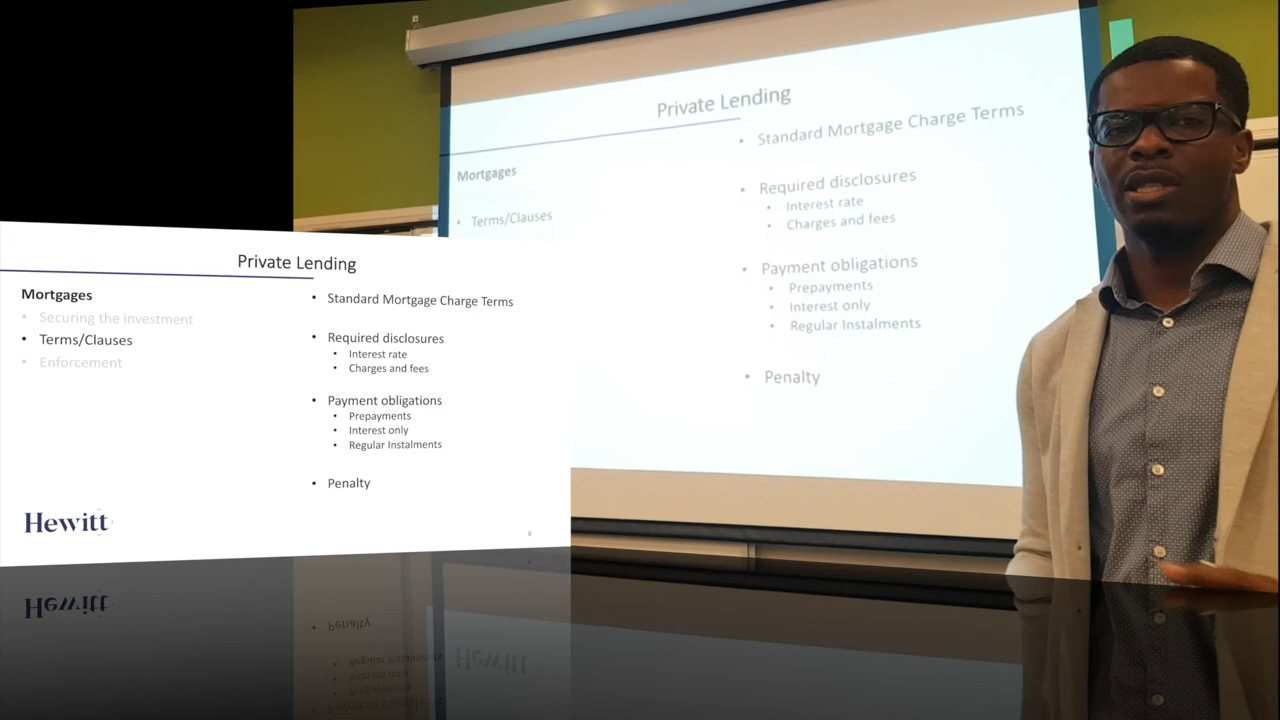 Private Lending
Mortgages
• Terms/Clauses
• Standard Mortgage Charge Terms
• Required disclosures
• Interest rate
• Charges and fees
• Payment obligations
• Prepayments
• Interest only
• Regular Instalments
• Penalty
Private Lending
Mortgages
• Securing the investment
• Terms/Clauses
• Enforcement
• Standard Mortgage Charge Terms
• Required disclosures
• Interest rate
• Charges and fees
• Payment obligations
• Prepayments
• Interest only
• Regular Instalments
• Penalty
Hewitt